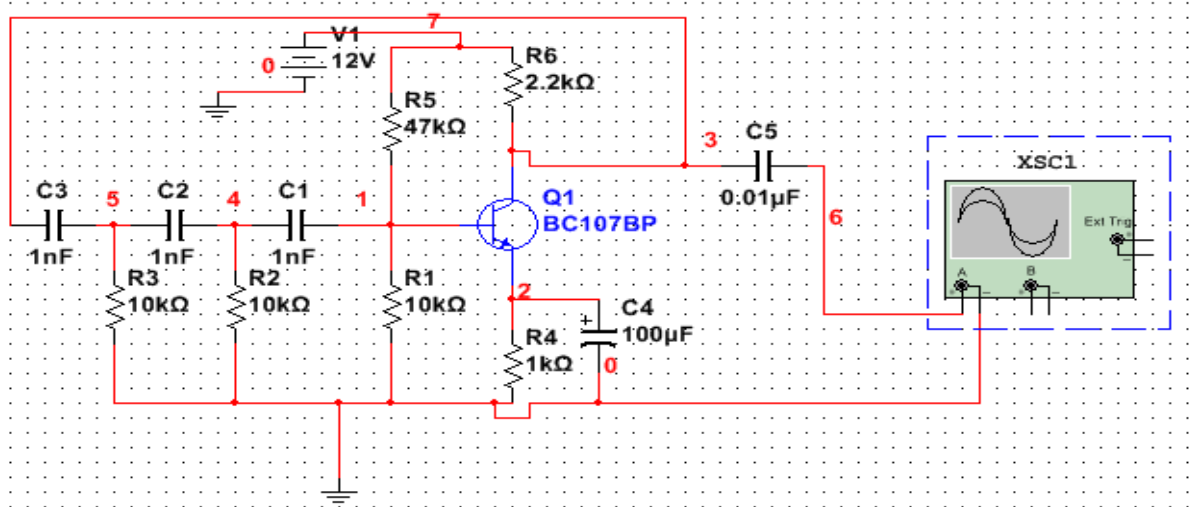 7
V1
12V
0
R6
2.2kΩ
R5
47kΩ
3
C5
0.01µF
XSC1
Ext Trig
+
−
A
B
+
−
+
−
C3
1nF
5
C2
1nF
4
C1
1nF
1
Q1
BC107BP
6
R3
10kΩ
R2
10kΩ
R1
10kΩ
2
C4
100µF
+
R4
1kΩ
0